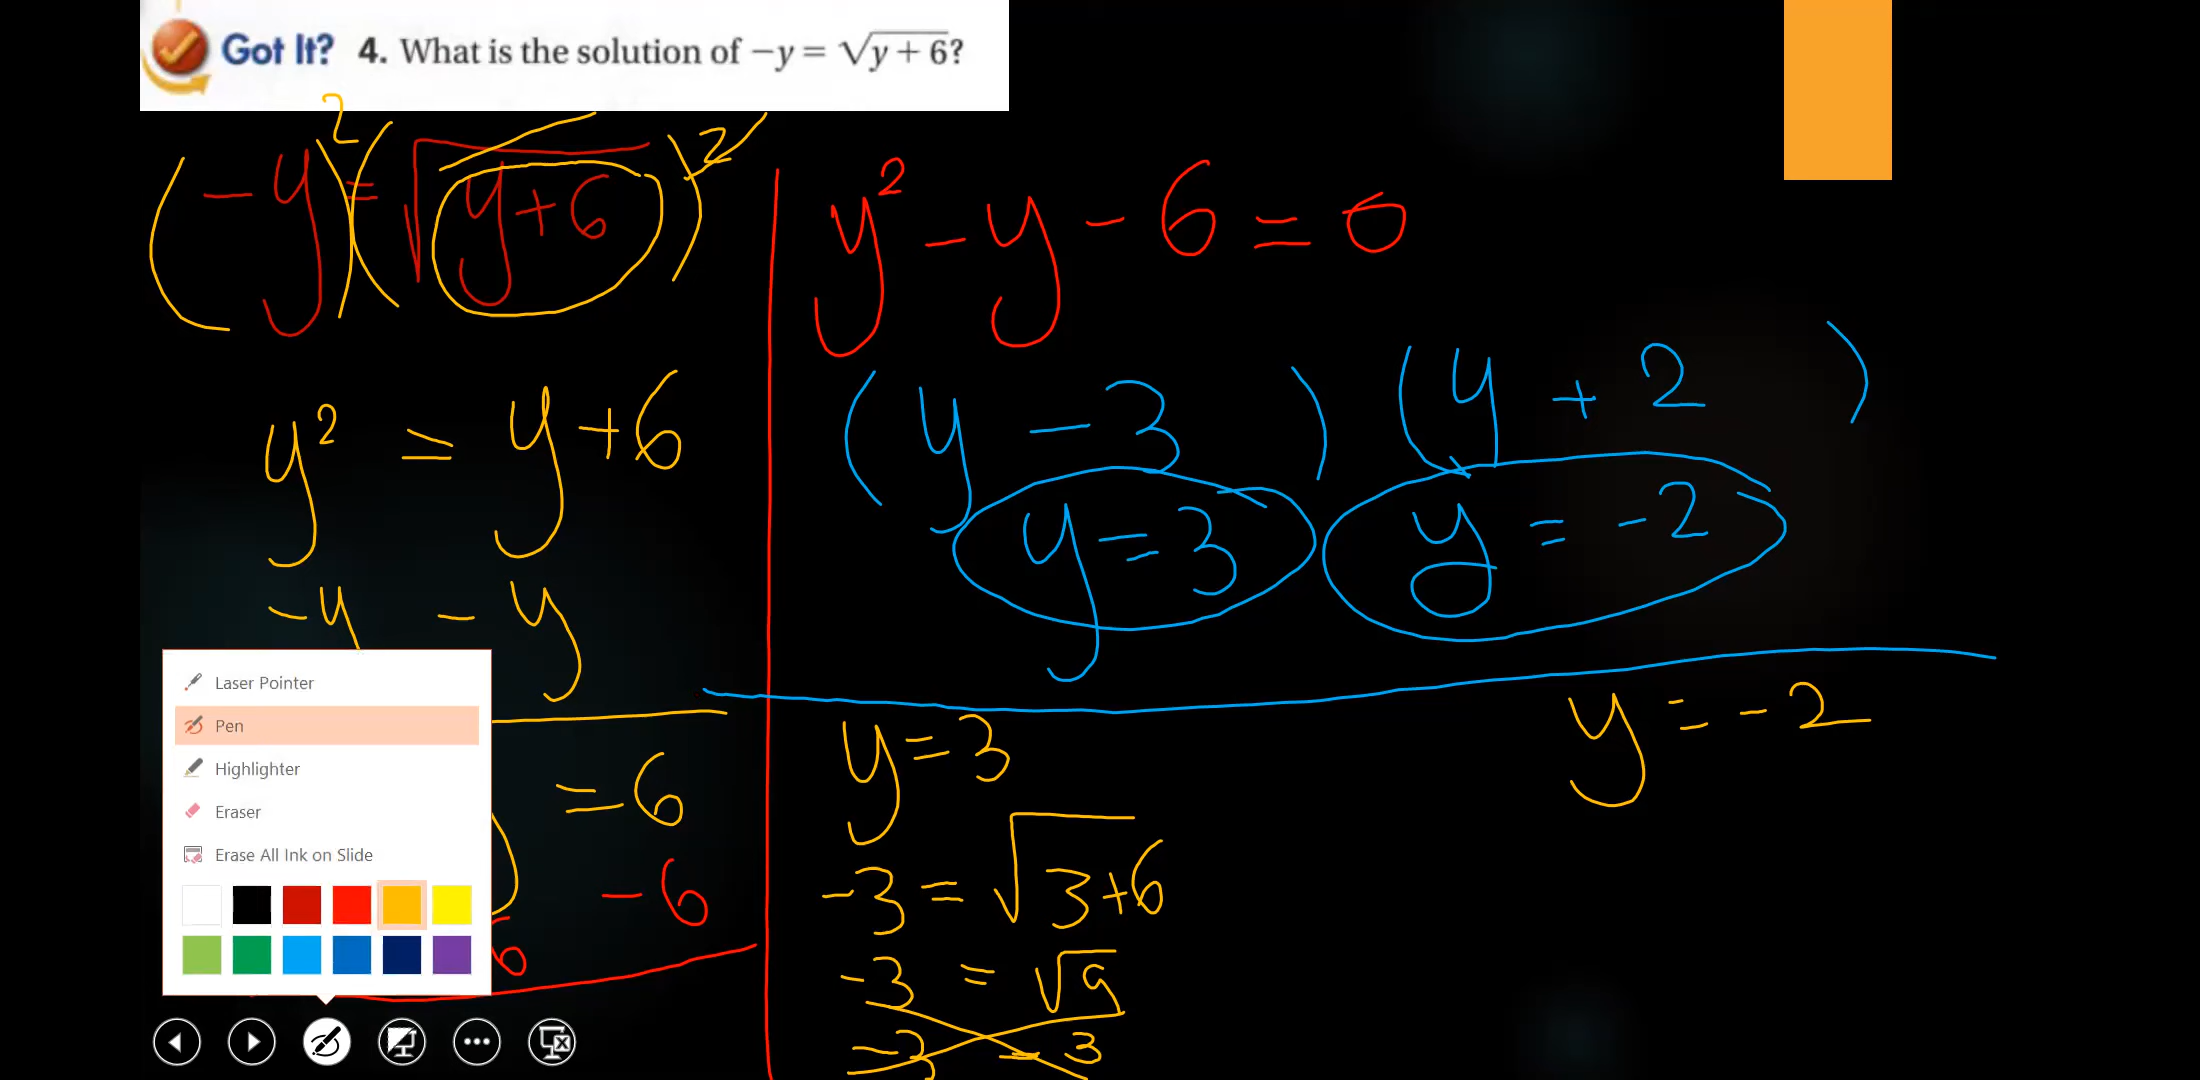 Got It? 4. What is the solution of −y = √(y + 6)?
(−y)² = (√(y+6))²
y² = y+6
−y −y
=6
−6
6
y² − y − 6 = 0
(y − 3)(y + 2)
y = 3 y = −2
y = 3
−3 = √(3+6)
−3 = √9
−3 = 3
y = −2
Laser Pointer
Pen
Highlighter
Eraser
Erase All Ink on Slide